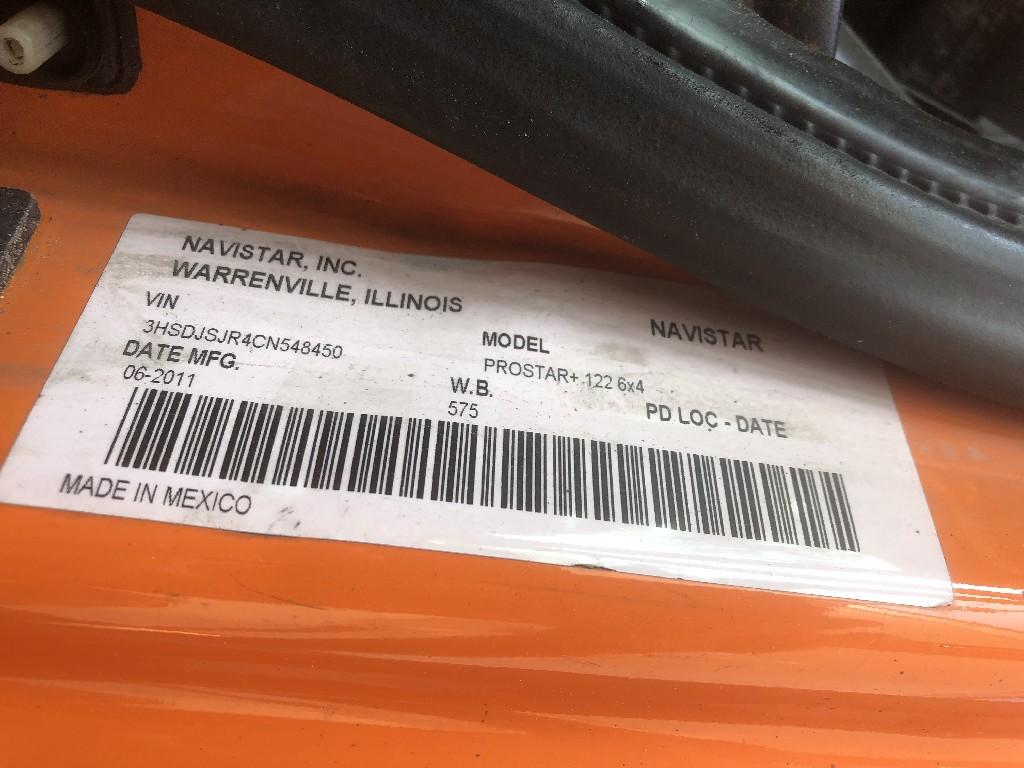 NAVISTAR, INC.
WARRENVILLE, ILLINOIS
VIN
3HSDJSJR4CN548450
MODEL
NAVISTAR
DATE MFG.
PROSTAR+ 122 6x4
06-2011
W.B.
575
PD LOC - DATE
MADE IN MEXICO